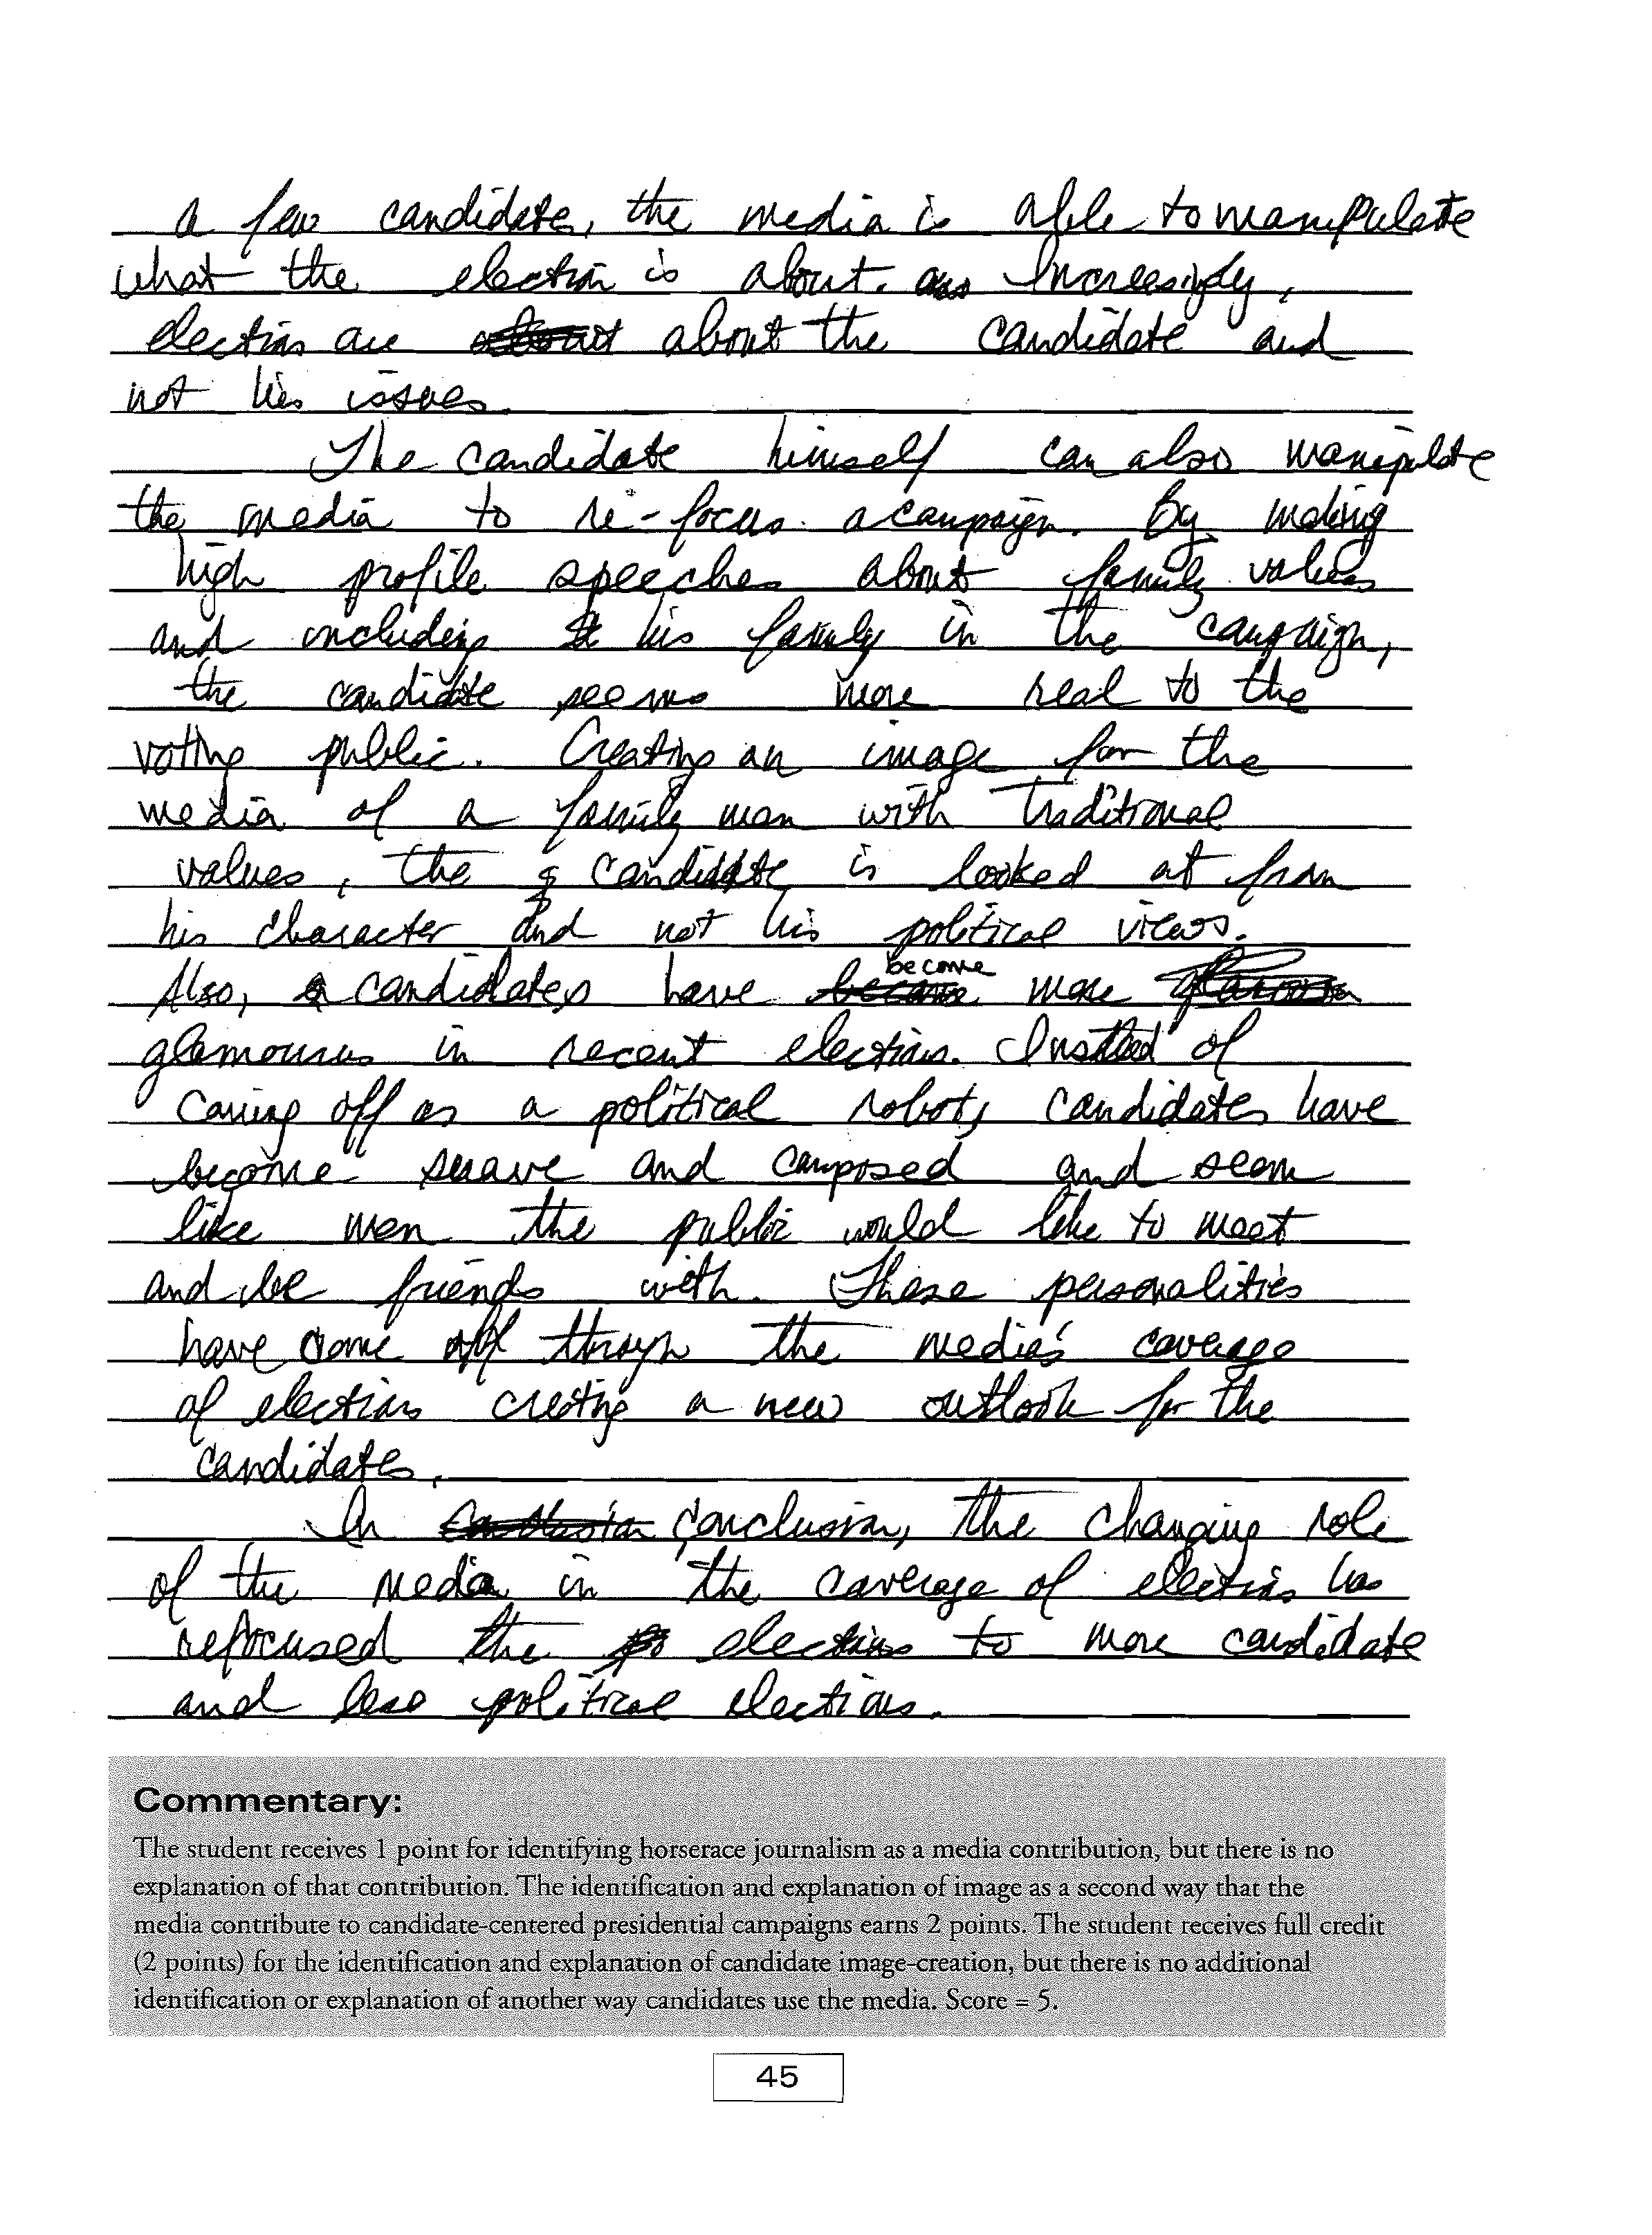 a few candidates, the media is able to manipulate
what the election is about. Increasingly,
elections are about the candidate and
not his issues.
The candidate himself can also manipulate
the media to re-focus a campaign. By making
high profile speeches about family values
and including his family in the campaign,
the candidate seems more real to the
voting public. Creating an image for the
media of a family man with traditional
values, the candidate is looked at from
his character and not his political views.
Also, candidates have become more
glamourous in recent elections. Instead of
coming off as a political robot, candidates have
become suave and composed and seem
like men the public would like to meet
and be friends with. These personalities
have come off through the media's coverage
of elections creating a new outlook for the
candidates.
In conclusion, the changing role
of the media in the coverage of elections has
refocused the elections to more candidate
and less political elections.
Commentary:
The student receives 1 point for identifying horserace journalism as a media contribution, but there is no
explanation of that contribution. The identification and explanation of image as a second way that the
media contribute to candidate-centered presidential campaigns earns 2 points. The student receives full credit
(2 points) for the identification and explanation of candidate image-creation, but there is no additional
identification or explanation of another way candidates use the media. Score = 5.
45